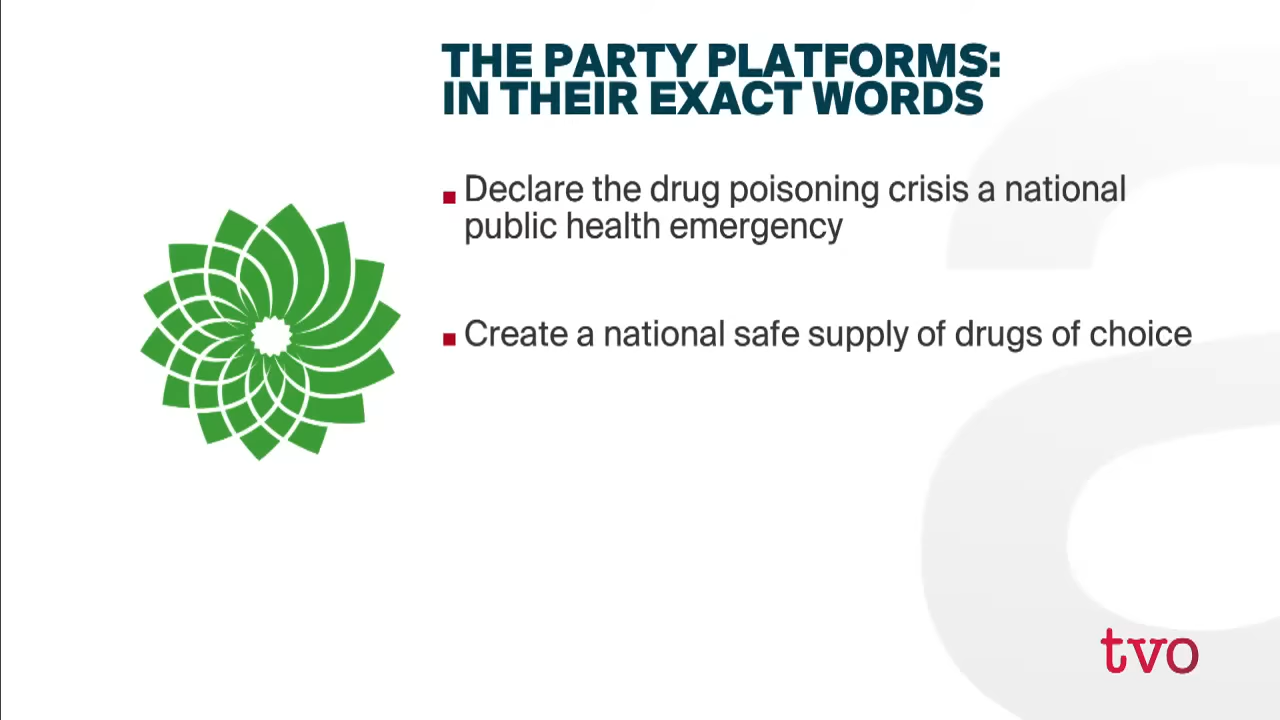 THE PARTY PLATFORMS:
IN THEIR EXACT WORDS
Declare the drug poisoning crisis a national
public health emergency
Create a national safe supply of drugs of choice
tvo